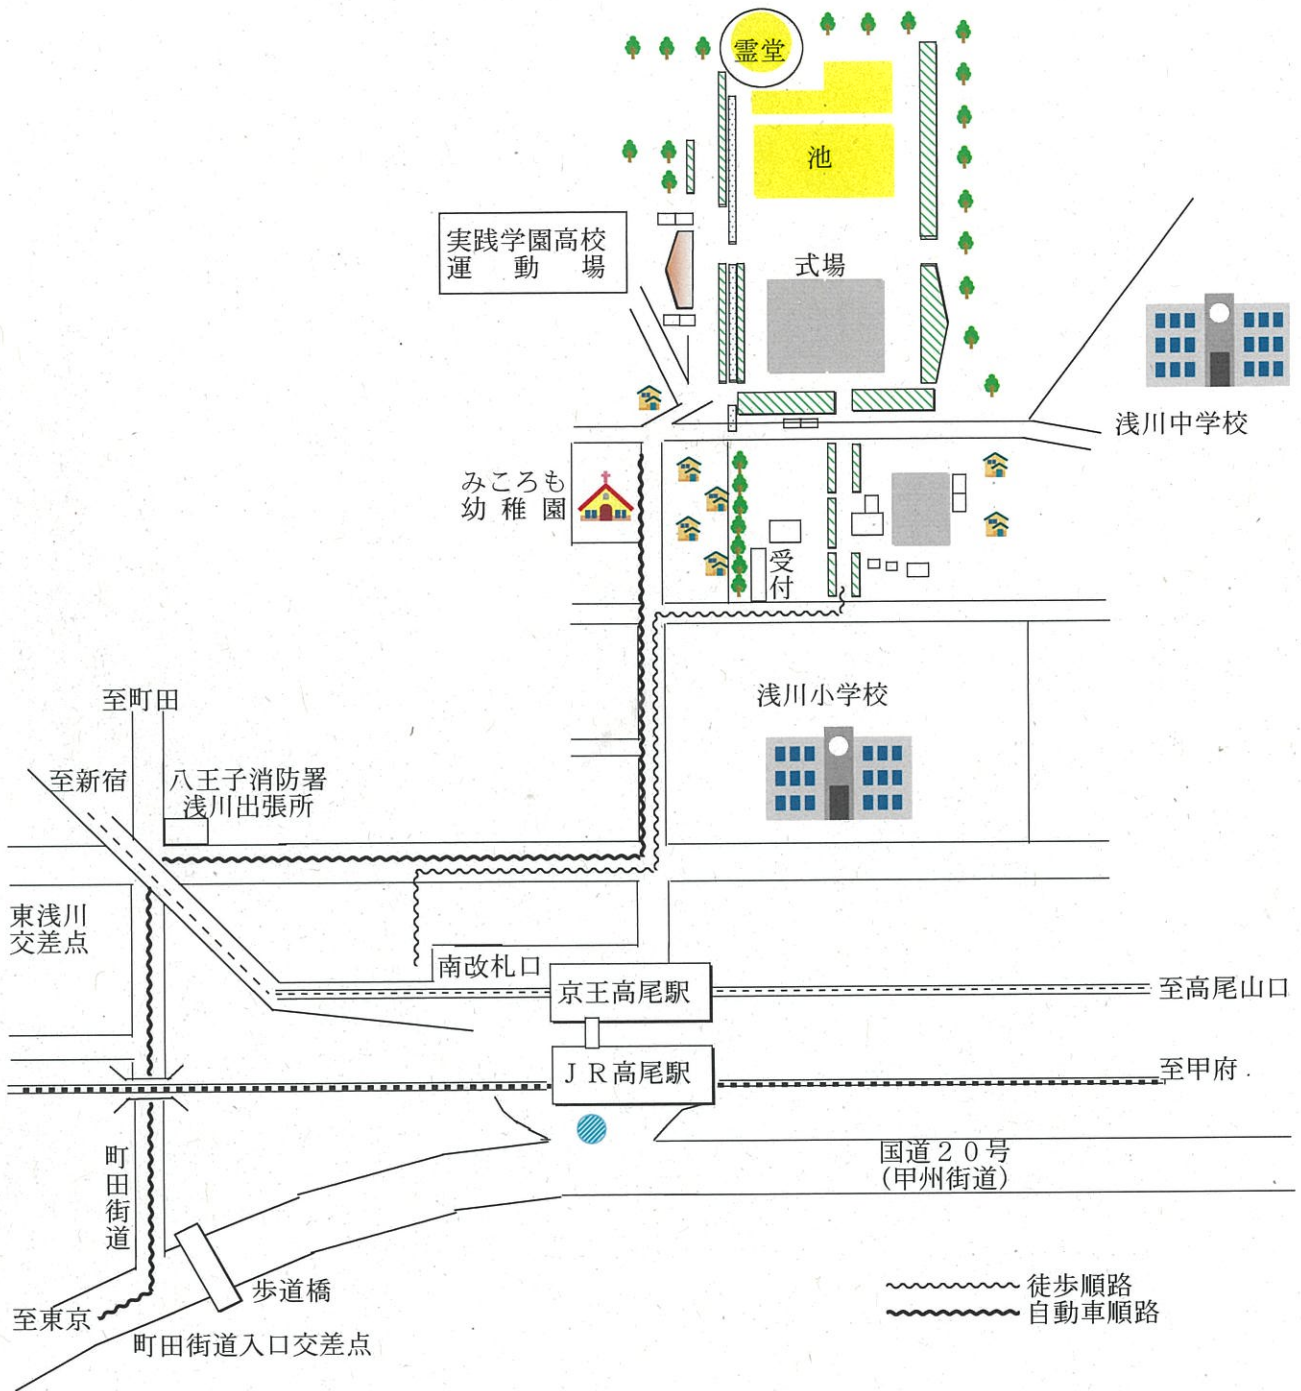 霊堂
池
実践学園高校
運動場
式場
浅川中学校
みころも
幼稚園
受付
浅川小学校
至町田
至新宿
八王子消防署
浅川出張所
東浅川
交差点
南改札口
京王高尾駅
至高尾山口
JR高尾駅
至甲府
国道20号
(甲州街道)
町田街道
歩道橋
至東京
町田街道入口交差点
徒歩順路
自動車順路